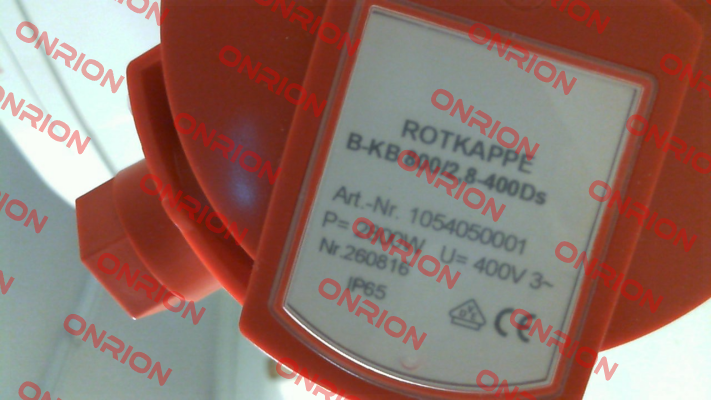 ROTKAPPE
B-KB 800/2,8-400Ds
Art.-Nr. 1054050001
P= 2800W U= 400V 3~
Nr.260816
IP65
CE
ONRION